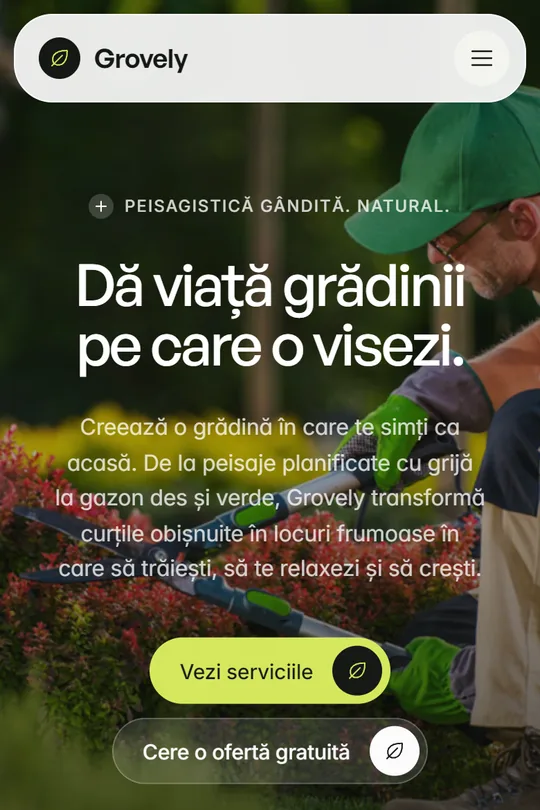 Grovely
PEISAGISTICĂ GÂNDITĂ. NATURAL.
Dă viață grădinii
pe care o visezi.
Creează o grădină în care te simți ca
acasă. De la peisaje planificate cu grijă
la gazon des și verde, Grovely transformă
curțile obișnuite în locuri frumoase în
care să trăiești, să te relaxezi și să crești.
Vezi serviciile
Cere o ofertă gratuită